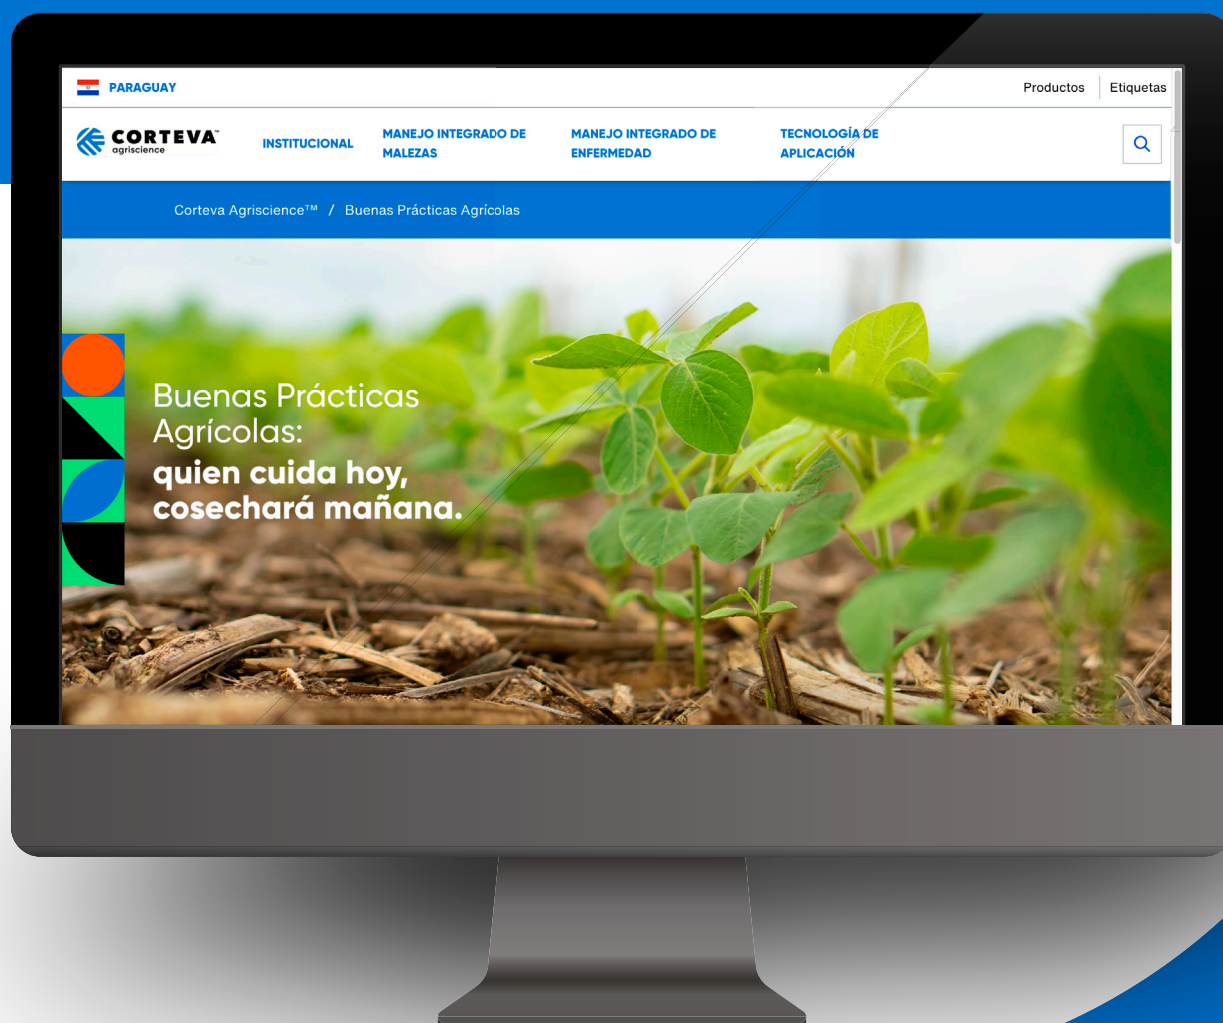 PARAGUAY
Productos
Etiquetas
CORTEVA™
agriscience
INSTITUCIONAL
MANEJO INTEGRADO DE
MALEZAS
MANEJO INTEGRADO DE
ENFERMEDAD
TECNOLOGÍA DE
APLICACIÓN
Corteva Agriscience™ / Buenas Prácticas Agrícolas
Buenas Prácticas
Agrícolas:
quien cuida hoy,
cosechará mañana.